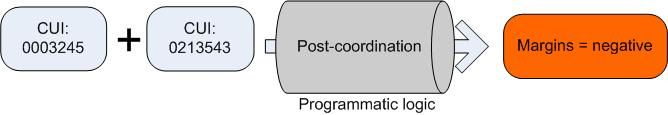 CUI:
0003245
+
CUI:
0213543
Post-coordination
Programmatic logic
Margins = negative